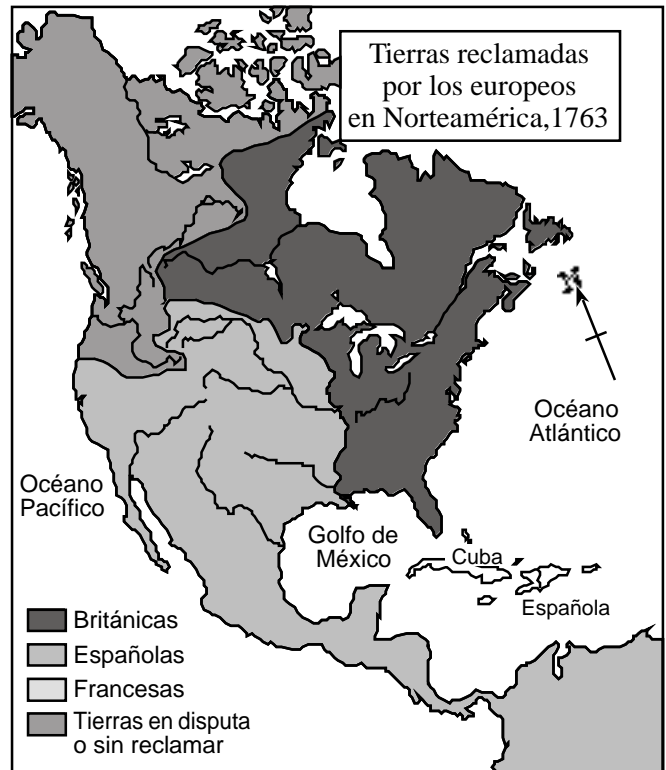 Tierras reclamadas
por los europeos
en Norteamérica,1763
Océano
Atlántico
Océano
Pacífico
Golfo de
México
Cuba
Española
Británicas
Españolas
Francesas
Tierras en disputa
o sin reclamar